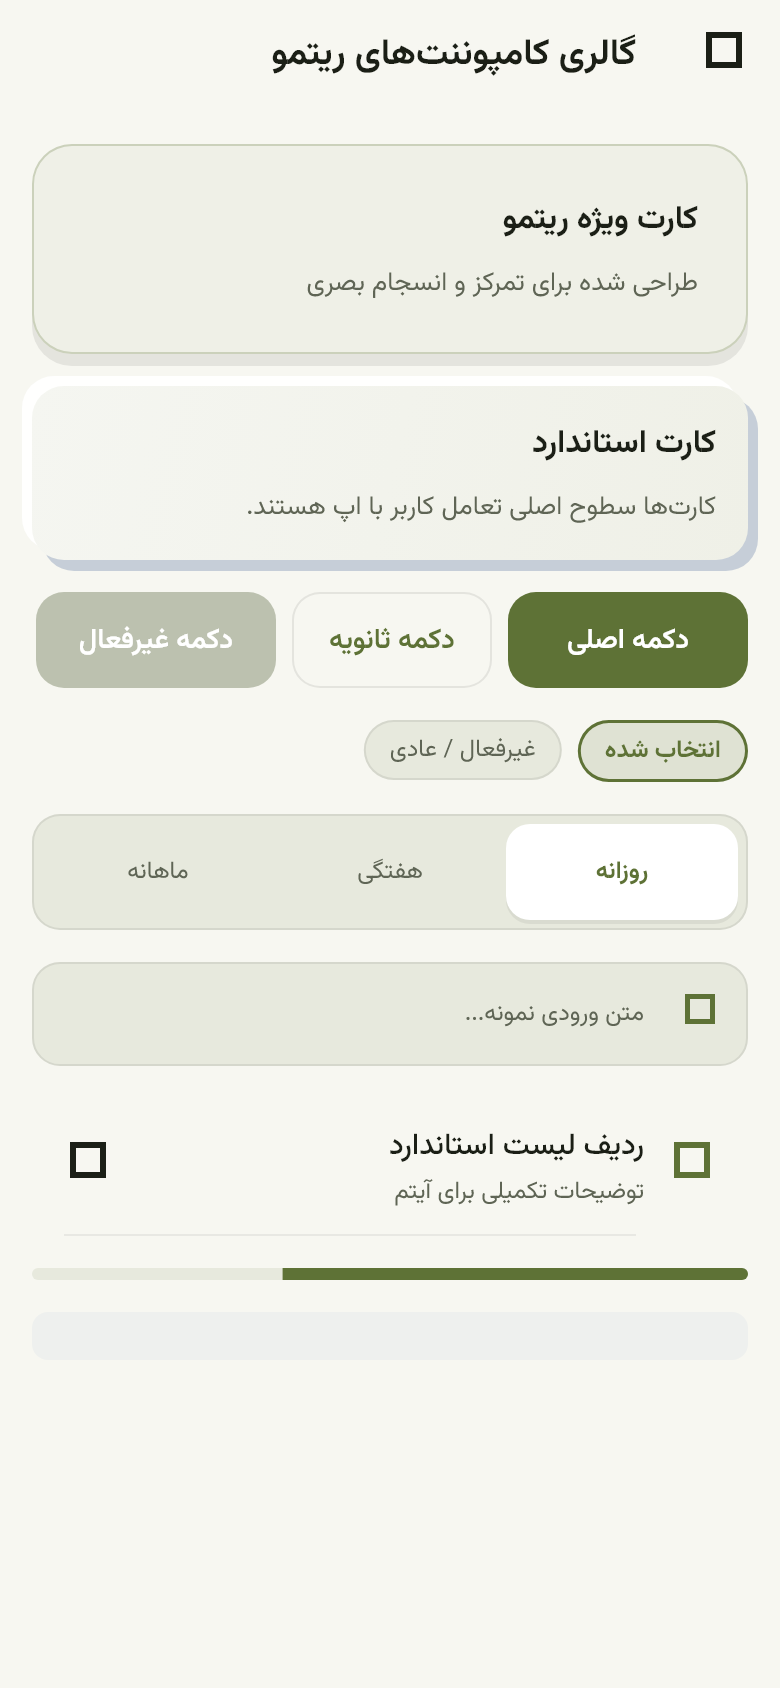 گالری کامپوننت‌های ریتمو
کارت ویژه ریتمو
طراحی شده برای تمرکز و انسجام بصری
کارت استاندارد
کارت‌ها سطوح اصلی تعامل کاربر با اپ هستند.
دکمه اصلی
دکمه ثانویه
دکمه غیرفعال
انتخاب شده
غیرفعال / عادی
روزانه
هفتگی
ماهانه
متن ورودی نمونه...
ردیف لیست استاندارد
توضیحات تکمیلی برای آیتم